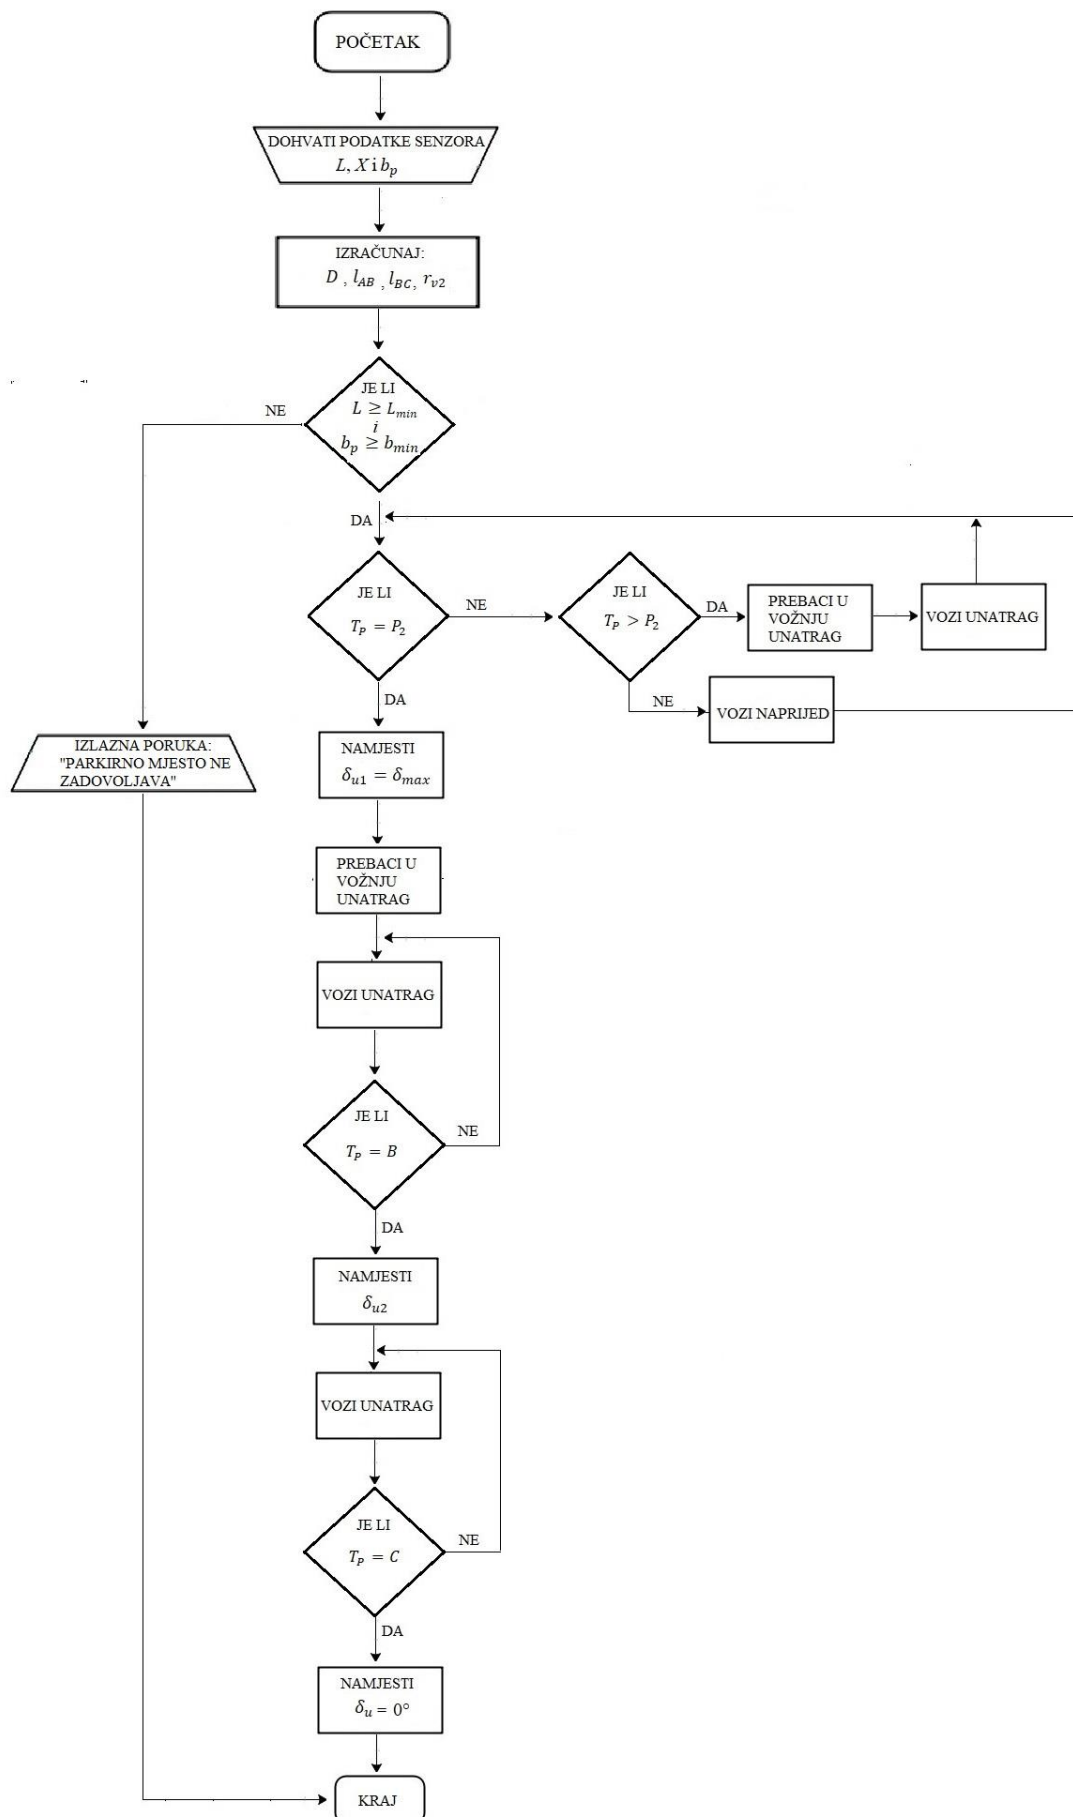 POČETAK
DOHVATI PODATKE SENZORA
L, X i b_p
IZRAČUNAJ:
D , l_AB , l_BC, r_v2
JE LI
L ≥ L_min
i
b_p ≥ b_min
NE
DA
JE LI
T_P = P_2
NE
JE LI
T_P > P_2
DA
PREBACI U
VOŽNJU
UNATRAG
VOZI UNATRAG
NE
VOZI NAPRIJED
DA
IZLAZNA PORUKA:
"PARKIRNO MJESTO NE
ZADOVOLJAVA"
NAMJESTI
δ_u1 = δ_max
PREBACI U
VOŽNJU
UNATRAG
VOZI UNATRAG
JE LI
T_P = B
NE
DA
NAMJESTI
δ_u2
VOZI UNATRAG
JE LI
T_P = C
NE
DA
NAMJESTI
δ_u = 0°
KRAJ